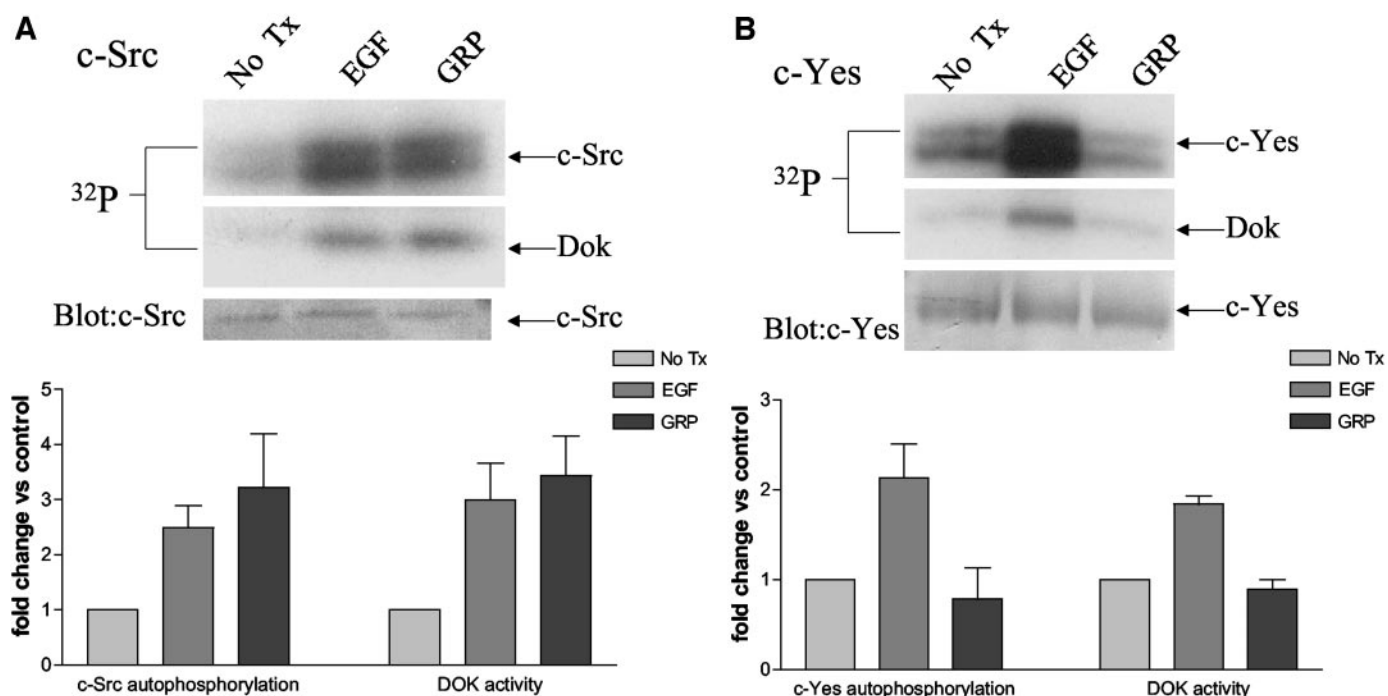 A
c-Src
No Tx
EGF
GRP
c-Src
32P
Dok
Blot:c-Src
c-Src
No Tx
EGF
GRP
fold change vs control
5
4
3
2
1
0
c-Src autophosphorylation
DOK activity
B
c-Yes
No Tx
EGF
GRP
c-Yes
32P
Dok
Blot:c-Yes
c-Yes
No Tx
EGF
GRP
fold change vs control
3
2
1
0
c-Yes autophosphorylation
DOK activity